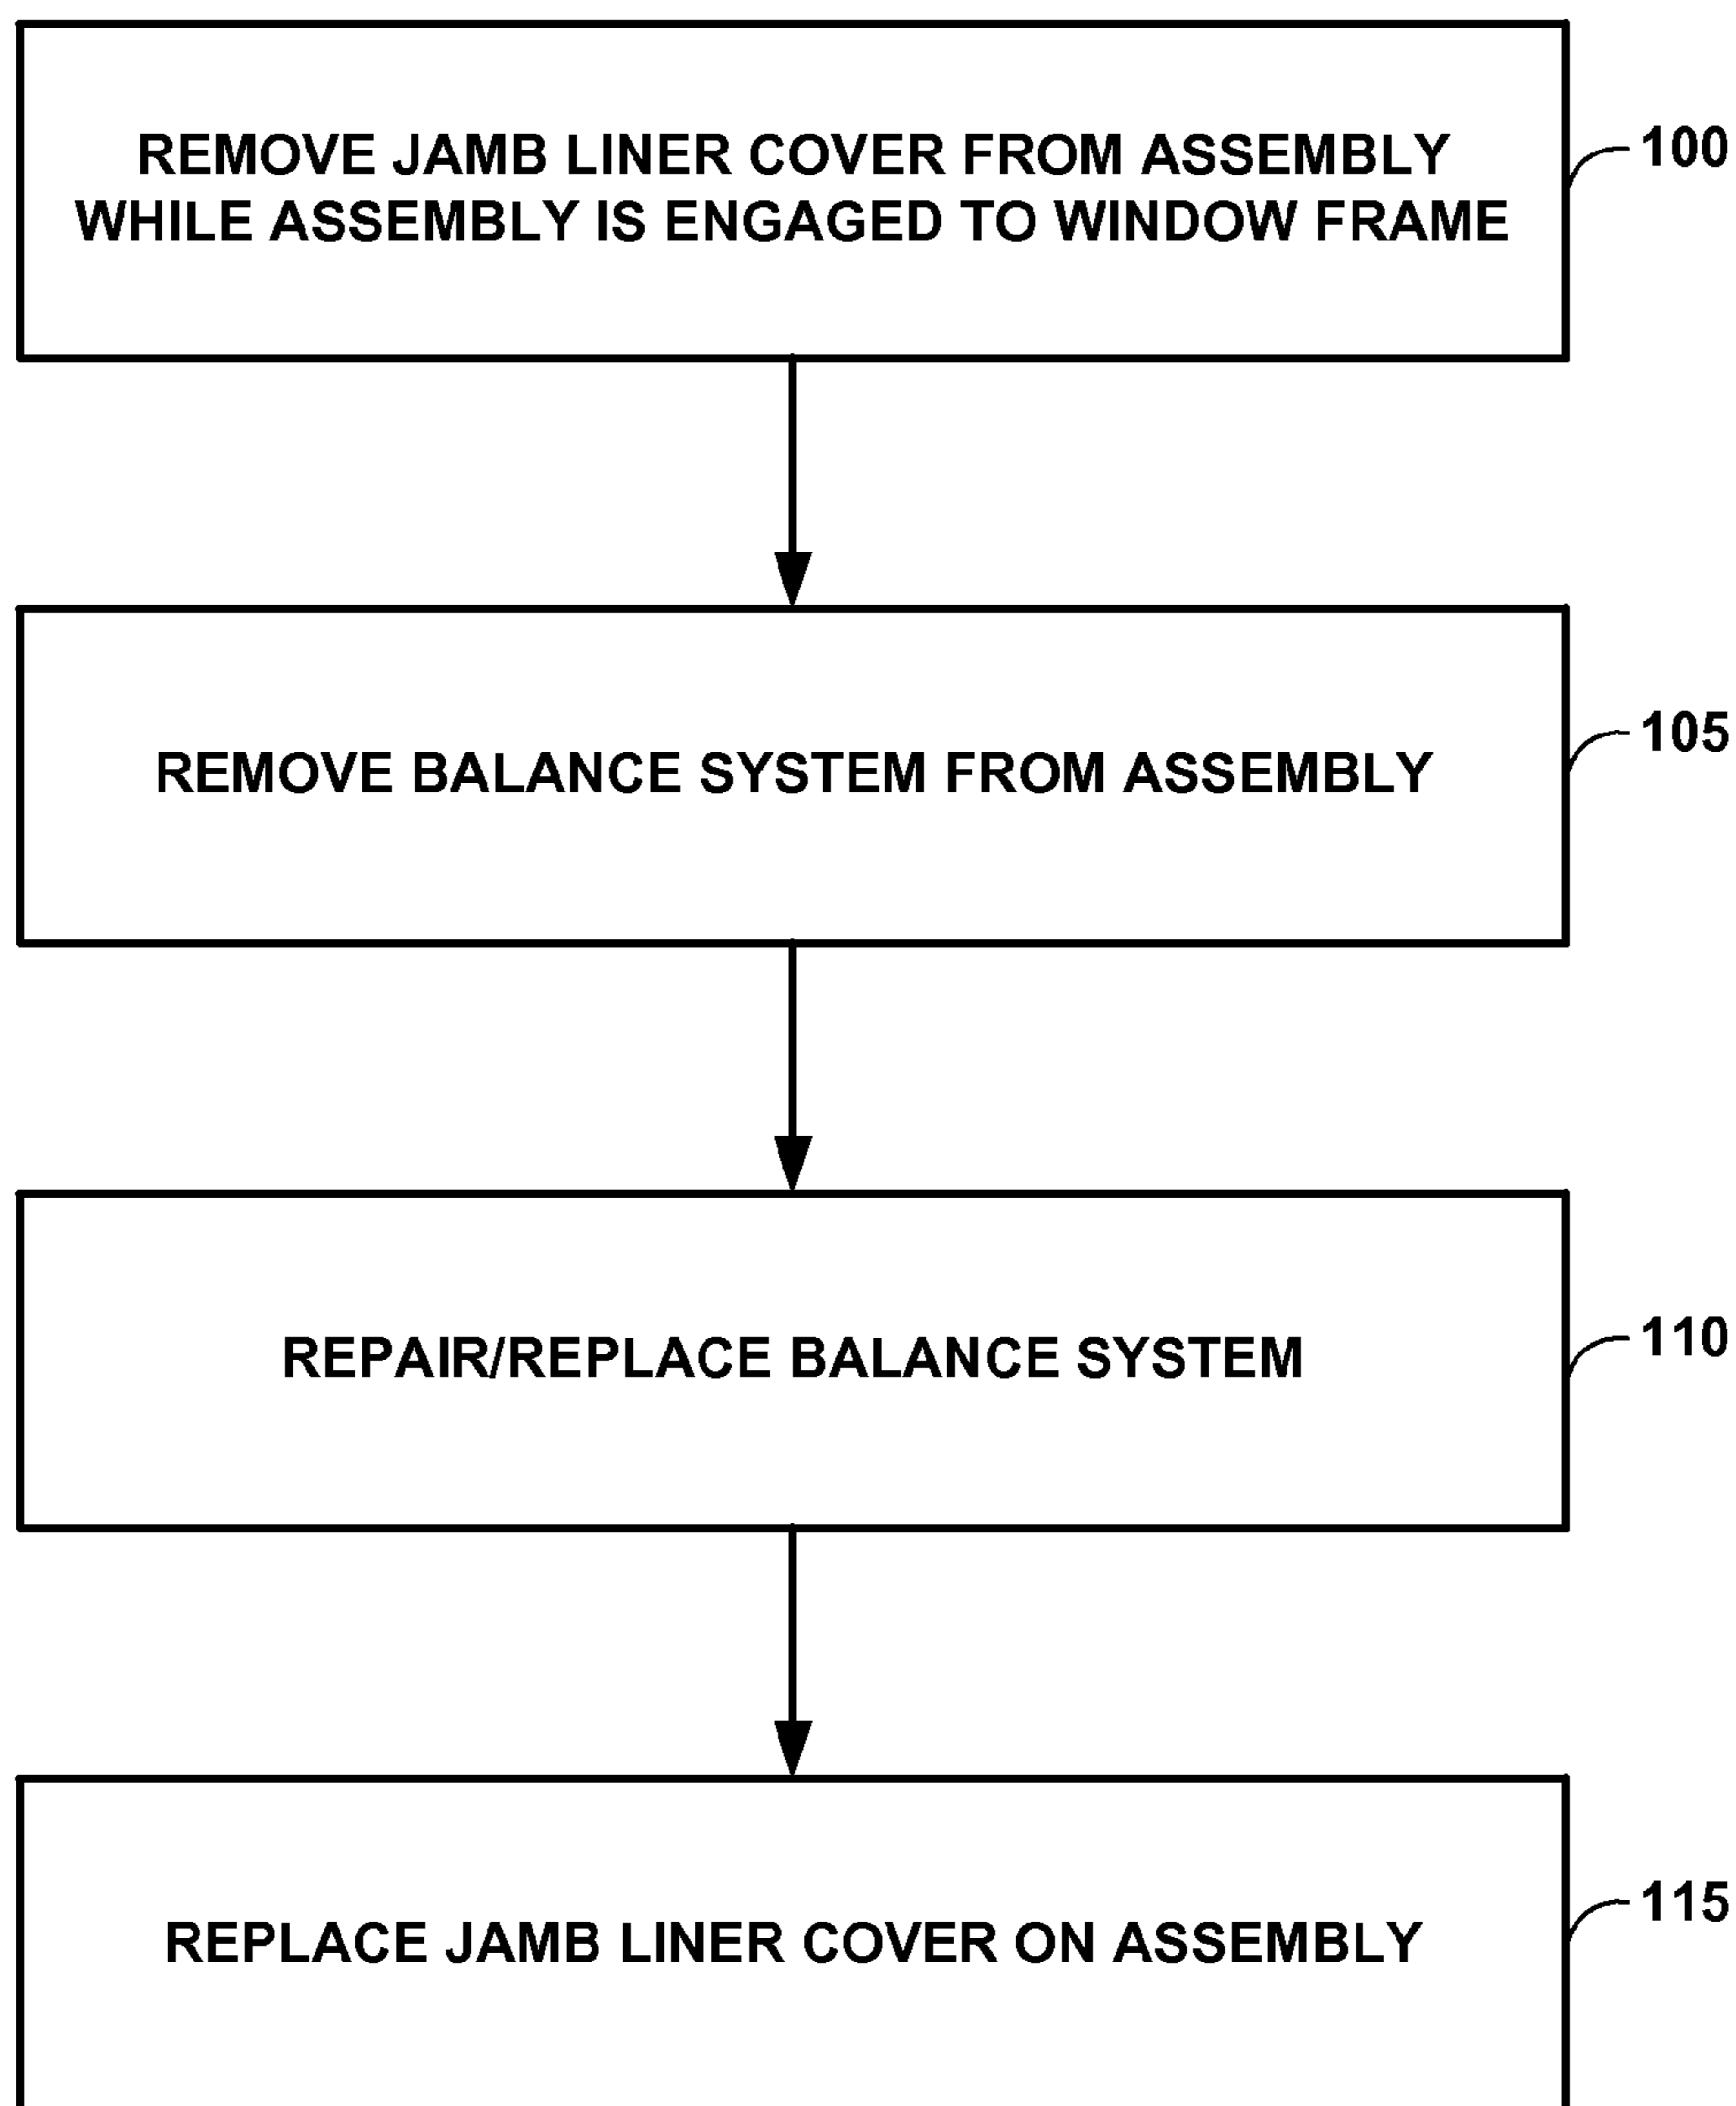 REMOVE JAMB LINER COVER FROM ASSEMBLY
WHILE ASSEMBLY IS ENGAGED TO WINDOW FRAME
100
REMOVE BALANCE SYSTEM FROM ASSEMBLY
105
REPAIR/REPLACE BALANCE SYSTEM
110
REPLACE JAMB LINER COVER ON ASSEMBLY
115